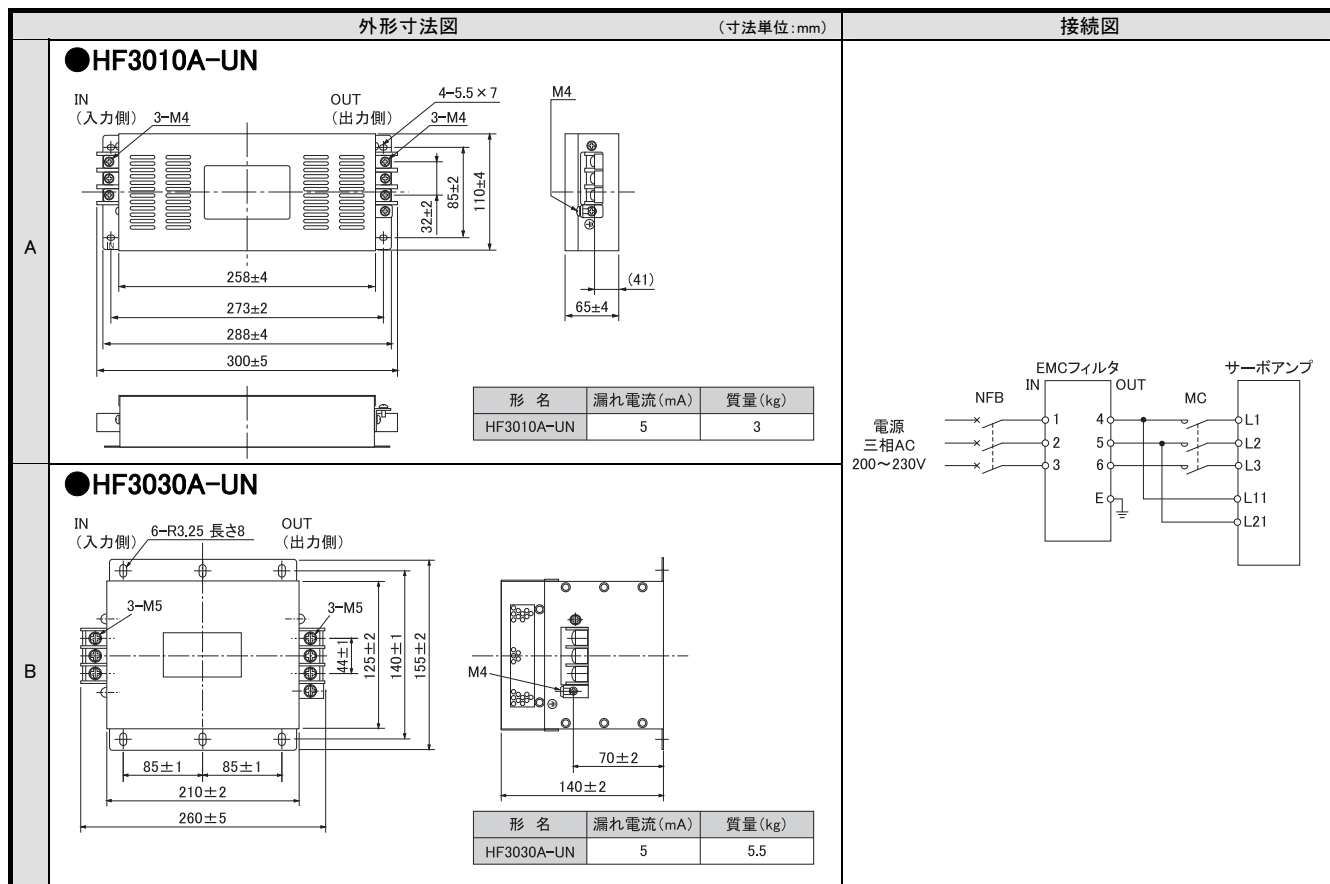 外形寸法図 (寸法単位:mm)
接続図
A
●HF3010A-UN
IN
(入力側)
3-M4
OUT
(出力側)
4-5.5×7
3-M4
M4
32±2
85±2
110±4
IN
258±4
273±2
288±4
300±5
(41)
65±4
形 名 漏れ電流(mA) 質量(kg)
HF3010A-UN 5 3
B
●HF3030A-UN
IN
(入力側)
6-R3.25 長さ8
OUT
(出力側)
3-M5
3-M5
44±1
125±2
140±1
155±2
85±1 85±1
210±2
260±5
M4
70±2
140±2
形 名 漏れ電流(mA) 質量(kg)
HF3030A-UN 5 5.5
EMCフィルタ
サーボアンプ
NFB
IN
OUT
MC
電源
三相AC
200~230V
1 4 L1
2 5 L2
3 6 L3
E L11
L21